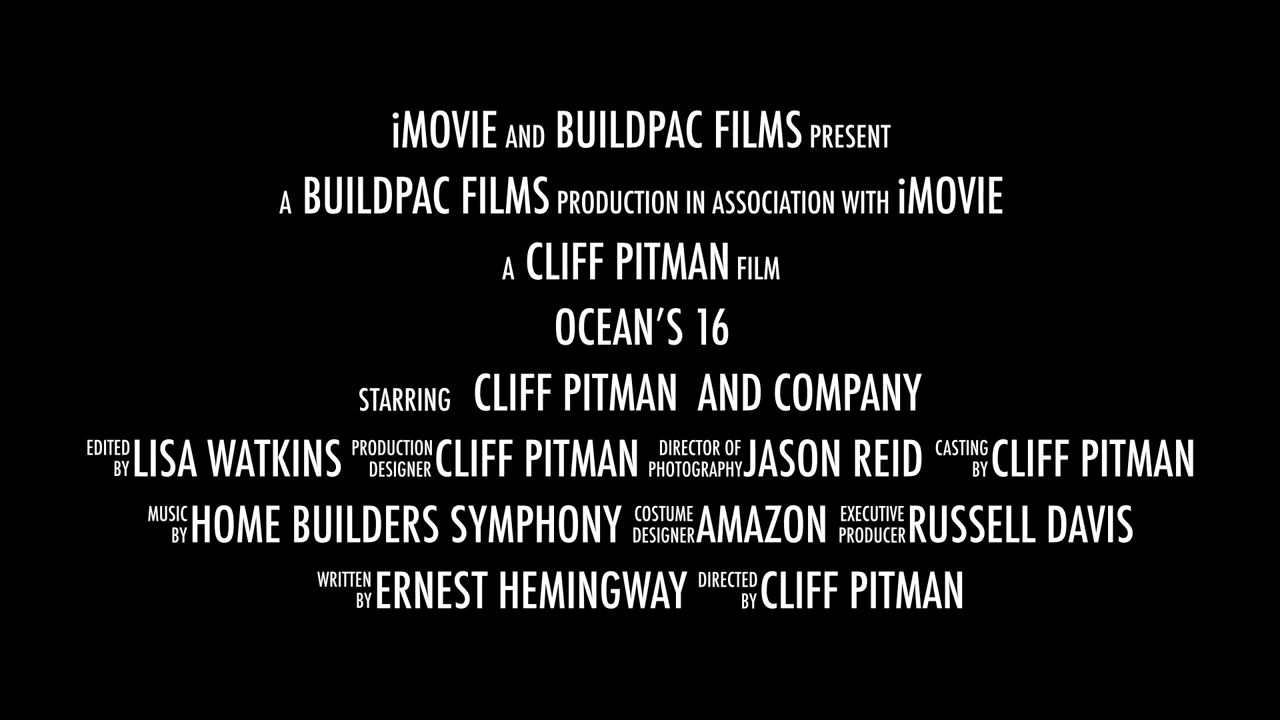 iMOVIE AND BUILDPAC FILMS PRESENT
A BUILDPAC FILMS PRODUCTION IN ASSOCIATION WITH iMOVIE
A CLIFF PITMAN FILM
OCEAN'S 16
STARRING CLIFF PITMAN AND COMPANY
EDITED BY LISA WATKINS PRODUCTION DESIGNER CLIFF PITMAN DIRECTOR OF PHOTOGRAPHY JASON REID CASTING BY CLIFF PITMAN
MUSIC BY HOME BUILDERS SYMPHONY COSTUME DESIGNER AMAZON EXECUTIVE PRODUCER RUSSELL DAVIS
WRITTEN BY ERNEST HEMINGWAY DIRECTED BY CLIFF PITMAN